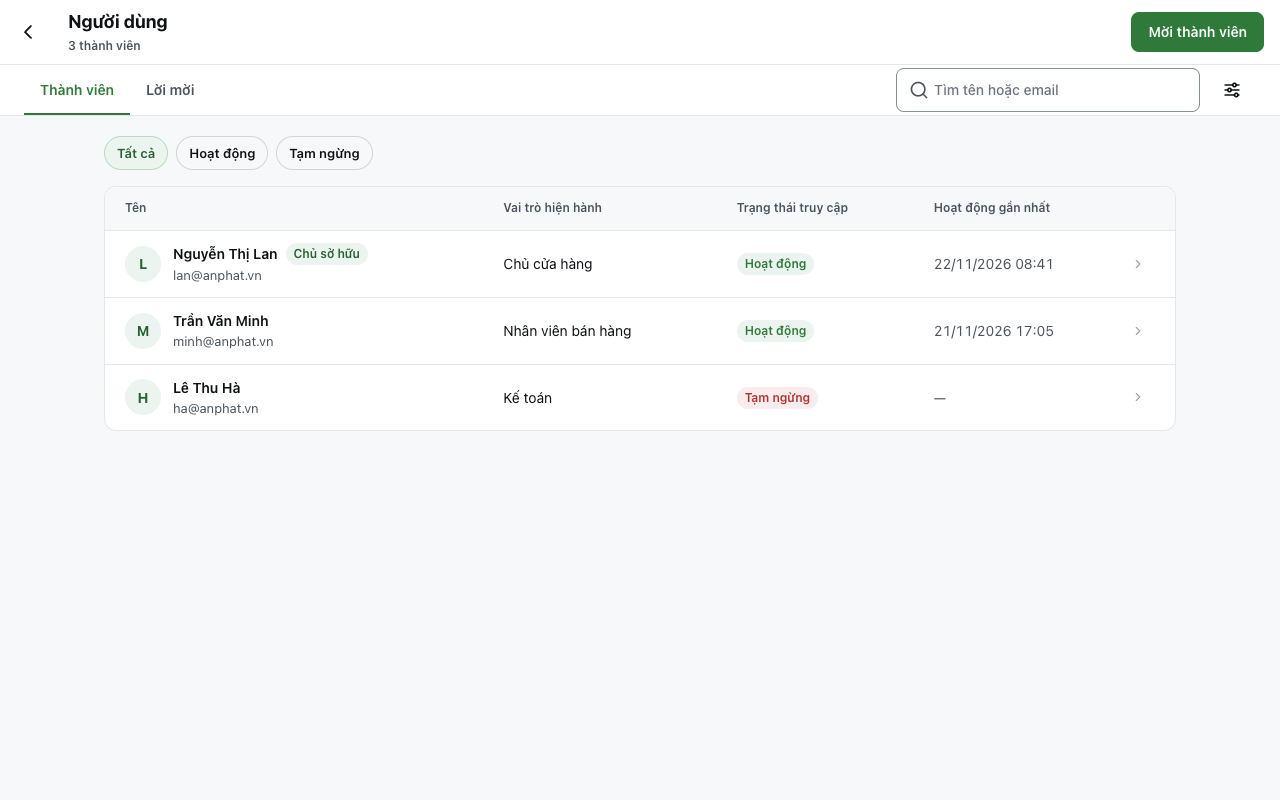 Người dùng
3 thành viên
Mời thành viên
Thành viên
Lời mời
Tìm tên hoặc email
Tất cả
Hoạt động
Tạm ngừng
Tên
Vai trò hiện hành
Trạng thái truy cập
Hoạt động gần nhất
L
Nguyễn Thị Lan
Chủ sở hữu
lan@anphat.vn
Chủ cửa hàng
Hoạt động
22/11/2026 08:41
M
Trần Văn Minh
minh@anphat.vn
Nhân viên bán hàng
Hoạt động
21/11/2026 17:05
H
Lê Thu Hà
ha@anphat.vn
Kế toán
Tạm ngừng
—